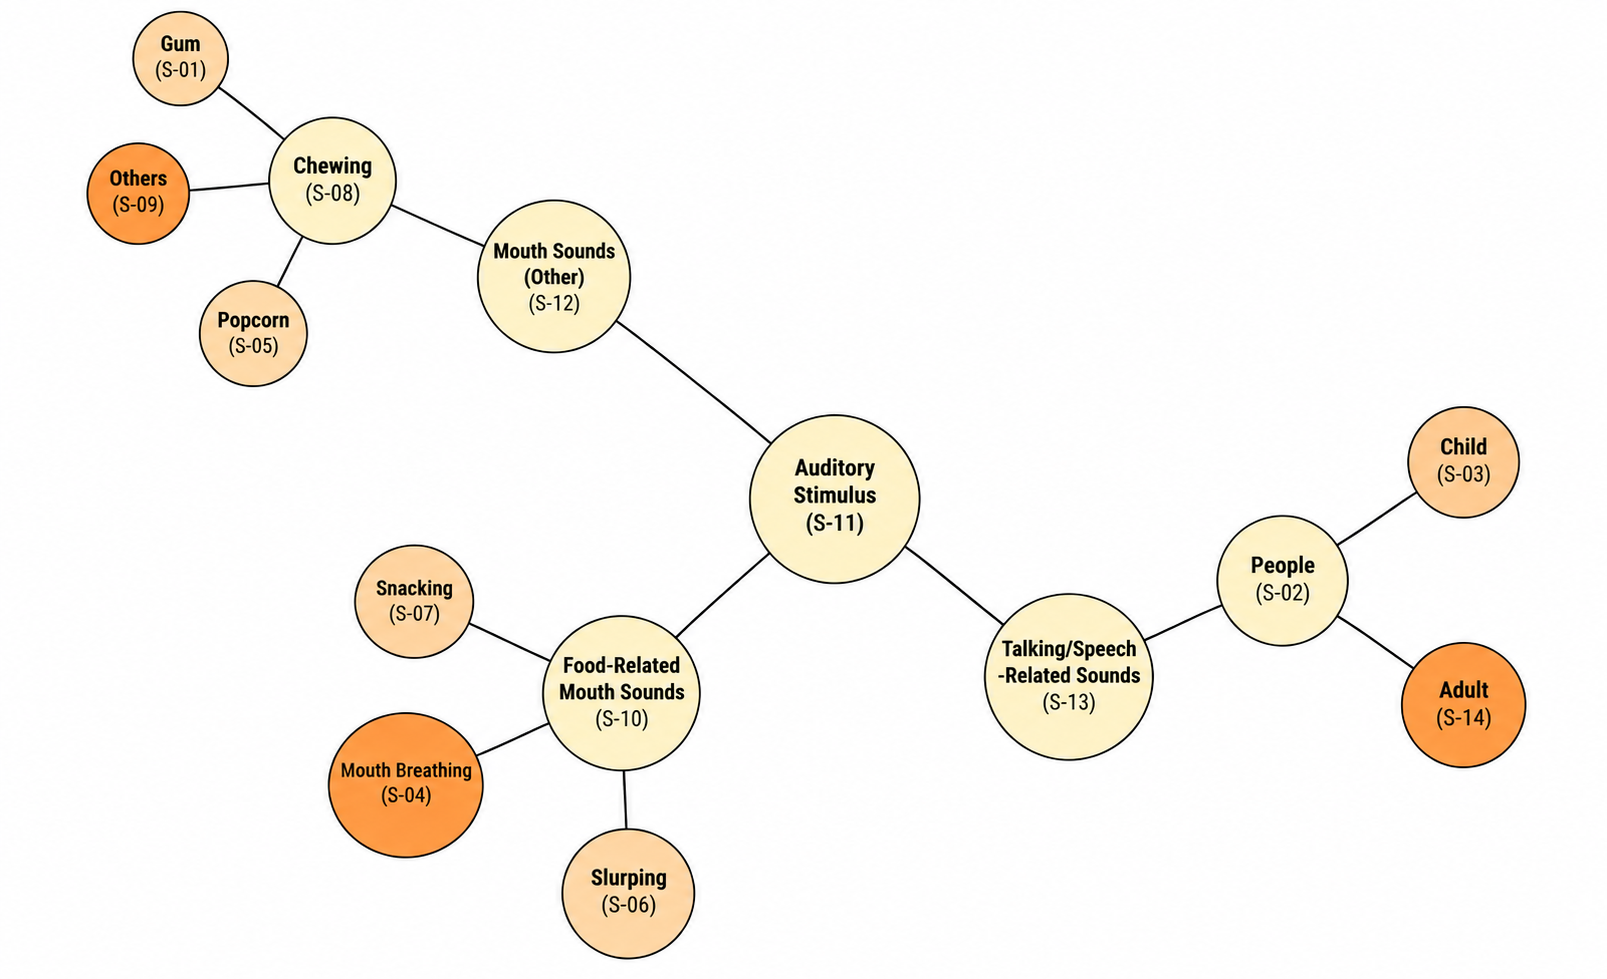 Gum
(S-01)
Others
(S-09)
Chewing
(S-08)
Popcorn
(S-05)
Mouth Sounds
(Other)
(S-12)
Auditory
Stimulus
(S-11)
Snacking
(S-07)
Food-Related
Mouth Sounds
(S-10)
Mouth Breathing
(S-04)
Slurping
(S-06)
Talking/Speech
-Related Sounds
(S-13)
People
(S-02)
Child
(S-03)
Adult
(S-14)